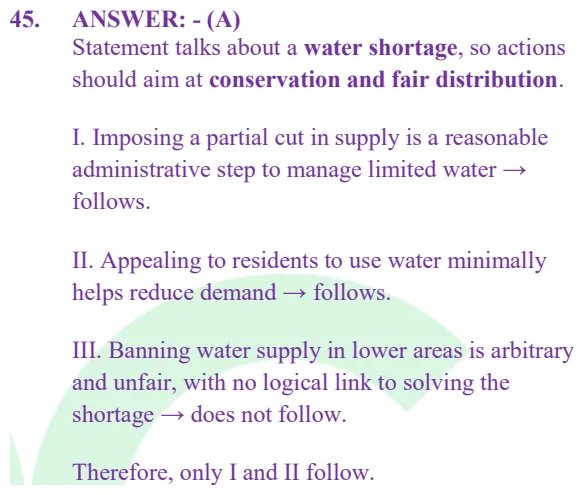 45. ANSWER: - (A)
Statement talks about a water shortage, so actions
should aim at conservation and fair distribution.
I. Imposing a partial cut in supply is a reasonable
administrative step to manage limited water →
follows.
II. Appealing to residents to use water minimally
helps reduce demand → follows.
III. Banning water supply in lower areas is arbitrary
and unfair, with no logical link to solving the
shortage → does not follow.
Therefore, only I and II follow.